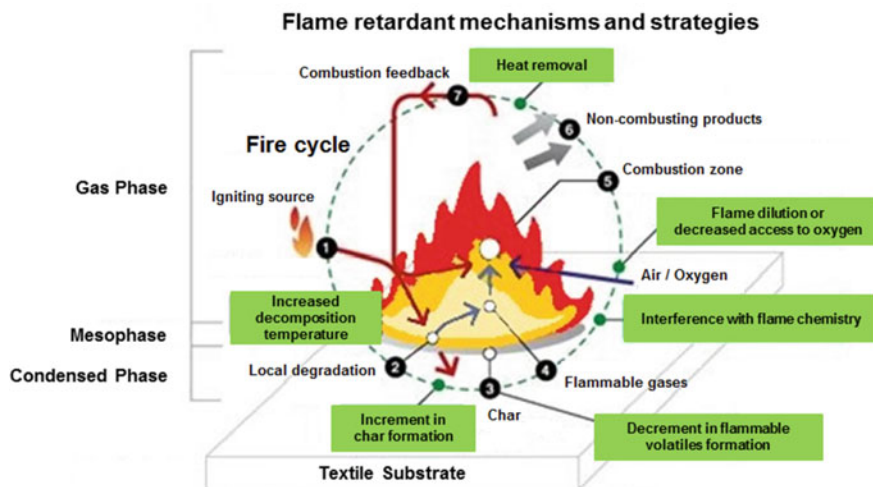 Flame retardant mechanisms and strategies
Combustion feedback
7
Heat removal
6
Non-combusting products
Fire cycle
Combustion zone
5
Gas Phase
Igniting source
1
Flame dilution or
decreased access to oxygen
Air / Oxygen
Increased
decomposition
temperature
Interference with flame chemistry
Mesophase
Condensed Phase
2
Local degradation
3
4
Flammable gases
Char
Increment in
char formation
Decrement in flammable
volatiles formation
Textile Substrate